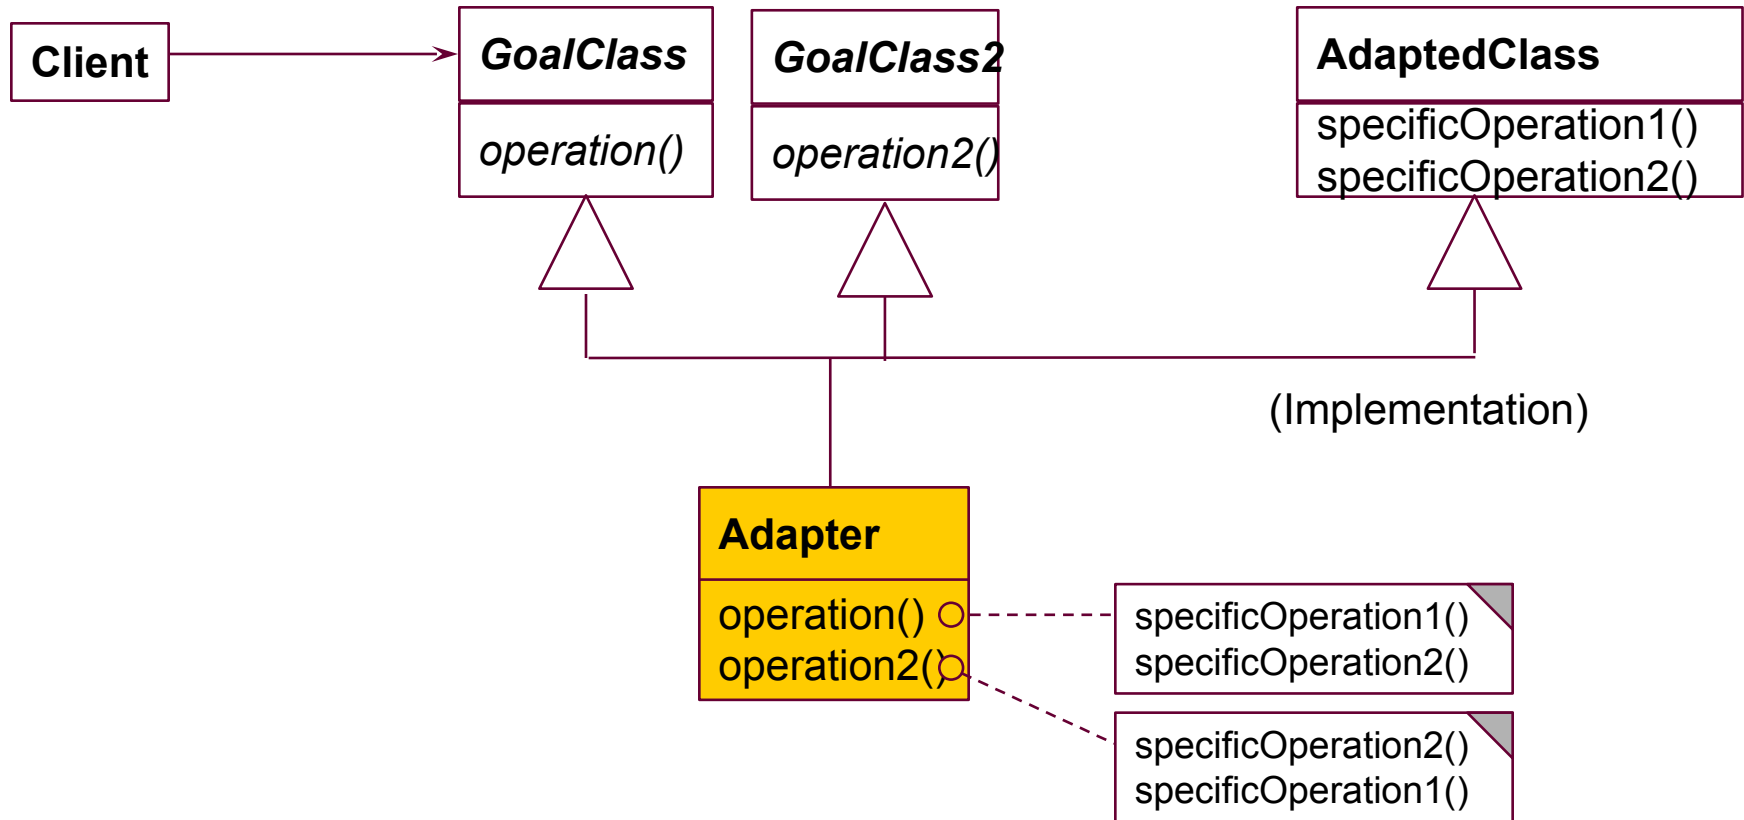 Client
GoalClass
operation()
GoalClass2
operation2()
AdaptedClass
specificOperation1()
specificOperation2()
(Implementation)
Adapter
operation()
operation2()
specificOperation1()
specificOperation2()
specificOperation2()
specificOperation1()